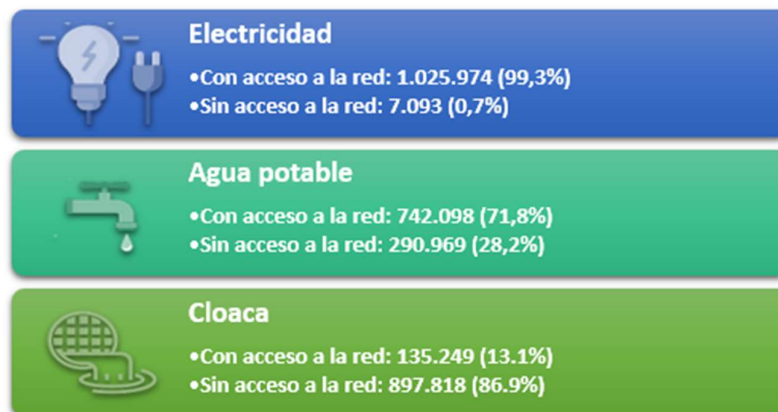 Electricidad
•Con acceso a la red: 1.025.974 (99,3%)
•Sin acceso a la red: 7.093 (0,7%)
Agua potable
•Con acceso a la red: 742.098 (71,8%)
•Sin acceso a la red: 290.969 (28,2%)
Cloaca
•Con acceso a la red: 135.249 (13.1%)
•Sin acceso a la red: 897.818 (86.9%)